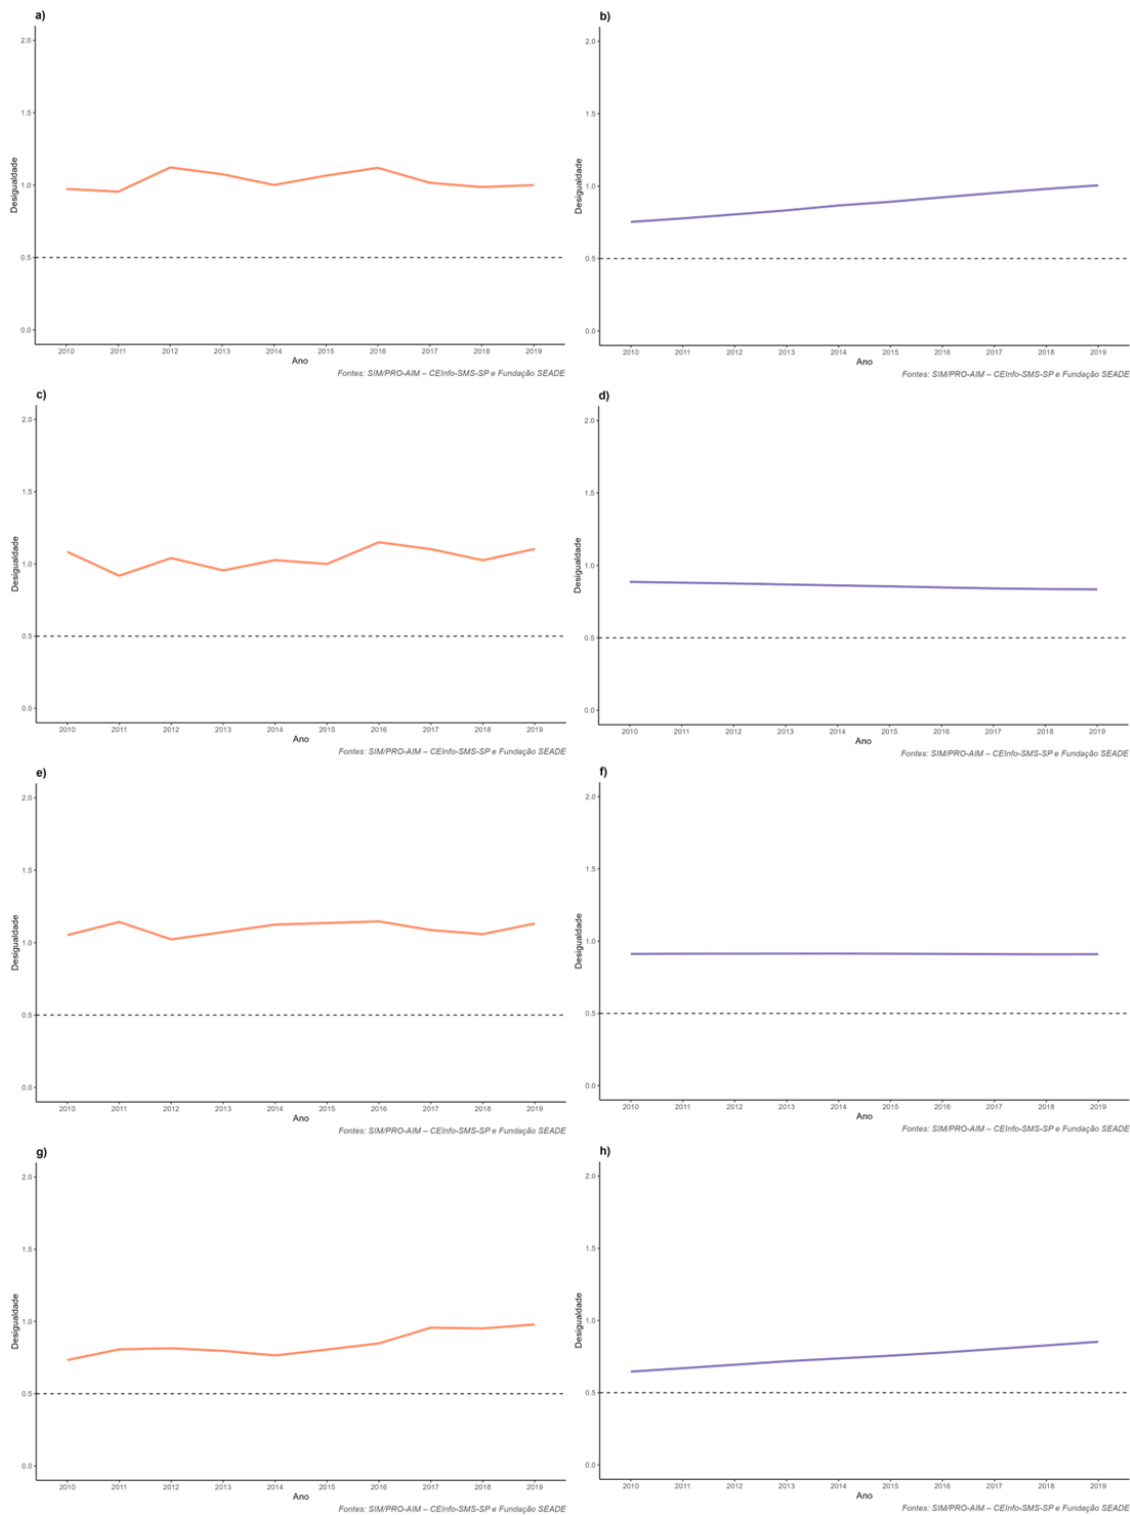 a)
2.0
1.5
1.0
0.5
0.0
Desigualdade
2010 2011 2012 2013 2014 2015 2016 2017 2018 2019
Ano
Fontes: SIM/PRO-AIM – CEInfo-SMS-SP e Fundação SEADE
b)
2.0
1.5
1.0
0.5
0.0
Desigualdade
2010 2011 2012 2013 2014 2015 2016 2017 2018 2019
Ano
Fontes: SIM/PRO-AIM – CEInfo-SMS-SP e Fundação SEADE
c)
2.0
1.5
1.0
0.5
0.0
Desigualdade
2010 2011 2012 2013 2014 2015 2016 2017 2018 2019
Ano
Fontes: SIM/PRO-AIM – CEInfo-SMS-SP e Fundação SEADE
d)
2.0
1.5
1.0
0.5
0.0
Desigualdade
2010 2011 2012 2013 2014 2015 2016 2017 2018 2019
Ano
Fontes: SIM/PRO-AIM – CEInfo-SMS-SP e Fundação SEADE
e)
2.0
1.5
1.0
0.5
0.0
Desigualdade
2010 2011 2012 2013 2014 2015 2016 2017 2018 2019
Ano
Fontes: SIM/PRO-AIM – CEInfo-SMS-SP e Fundação SEADE
f)
2.0
1.5
1.0
0.5
0.0
Desigualdade
2010 2011 2012 2013 2014 2015 2016 2017 2018 2019
Ano
Fontes: SIM/PRO-AIM – CEInfo-SMS-SP e Fundação SEADE
g)
2.0
1.5
1.0
0.5
0.0
Desigualdade
2010 2011 2012 2013 2014 2015 2016 2017 2018 2019
Ano
Fontes: SIM/PRO-AIM – CEInfo-SMS-SP e Fundação SEADE
h)
2.0
1.5
1.0
0.5
0.0
Desigualdade
2010 2011 2012 2013 2014 2015 2016 2017 2018 2019
Ano
Fontes: SIM/PRO-AIM – CEInfo-SMS-SP e Fundação SEADE